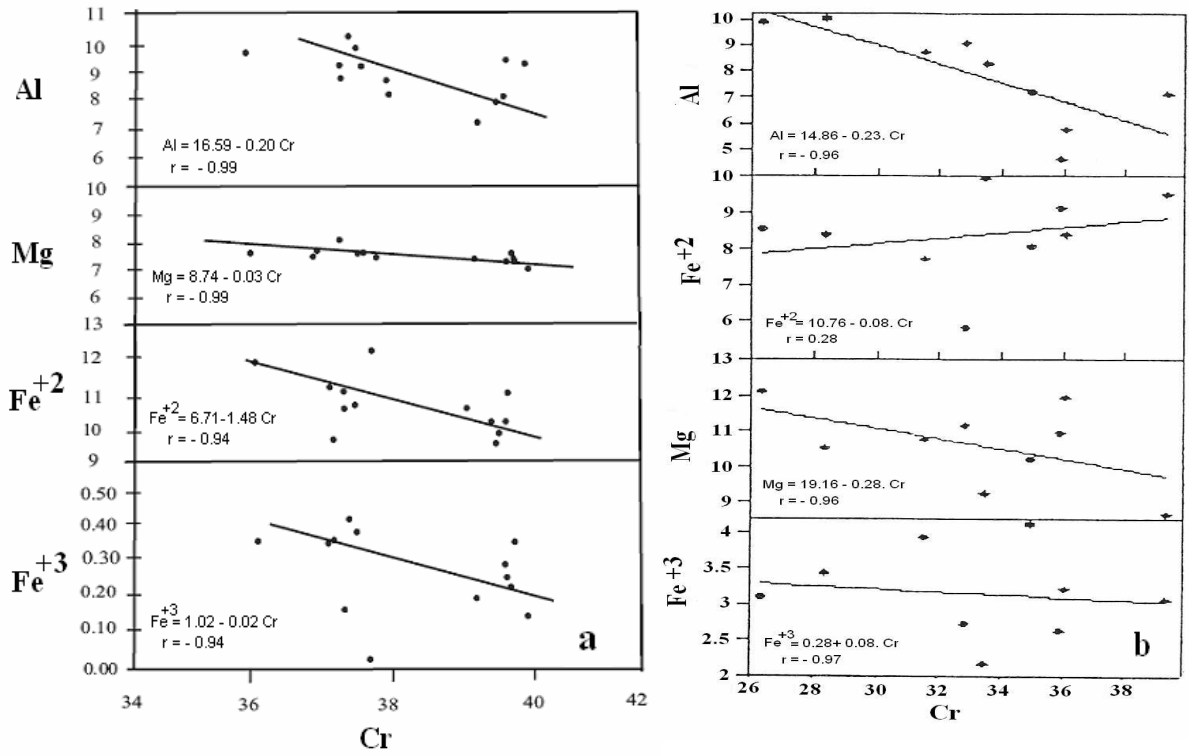 11
10
9
8
7
6
Al
Al = 16.59 - 0.20 Cr
r = - 0.99
10
9
8
7
6
Mg
Mg = 8.74 - 0.03 Cr
r = - 0.99
13
12
11
10
9
Fe+2
Fe+2 = 6.71-1.48 Cr
r = - 0.94
0.50
0.40
0.30
0.20
0.10
0.00
Fe+3
Fe+3 = 1.02 - 0.02 Cr
r = - 0.94
a
34 36 38 40 42
Cr
10
9
8
7
6
5
Al
Al = 14.86 - 0.23. Cr
r = -0.96
10
9
8
7
6
Fe+2
Fe+2 = 10.76 - 0.08. Cr
r = 0.28
13
12
11
10
9
Mg
Mg = 19.16 - 0.28. Cr
r = - 0.96
4
3.5
3
2.5
2
Fe+3
Fe+3 = 0.28+ 0.08. Cr
r = -0.97
b
26 28 30 32 34 36 38
Cr